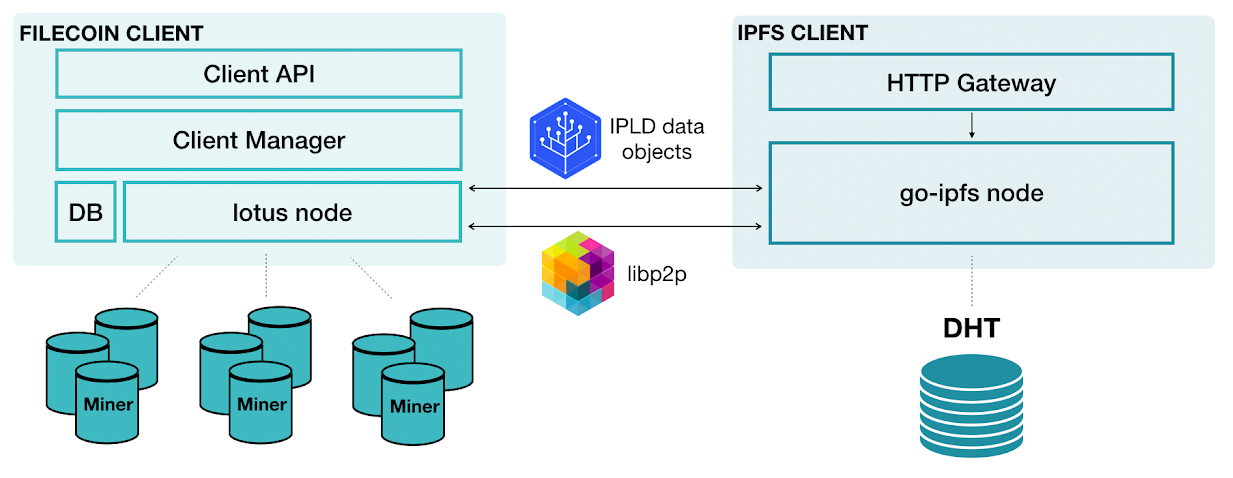 FILECOIN CLIENT
Client API
Client Manager
DB
lotus node
Miner
Miner
Miner
IPLD data
objects
libp2p
IPFS CLIENT
HTTP Gateway
go-ipfs node
DHT